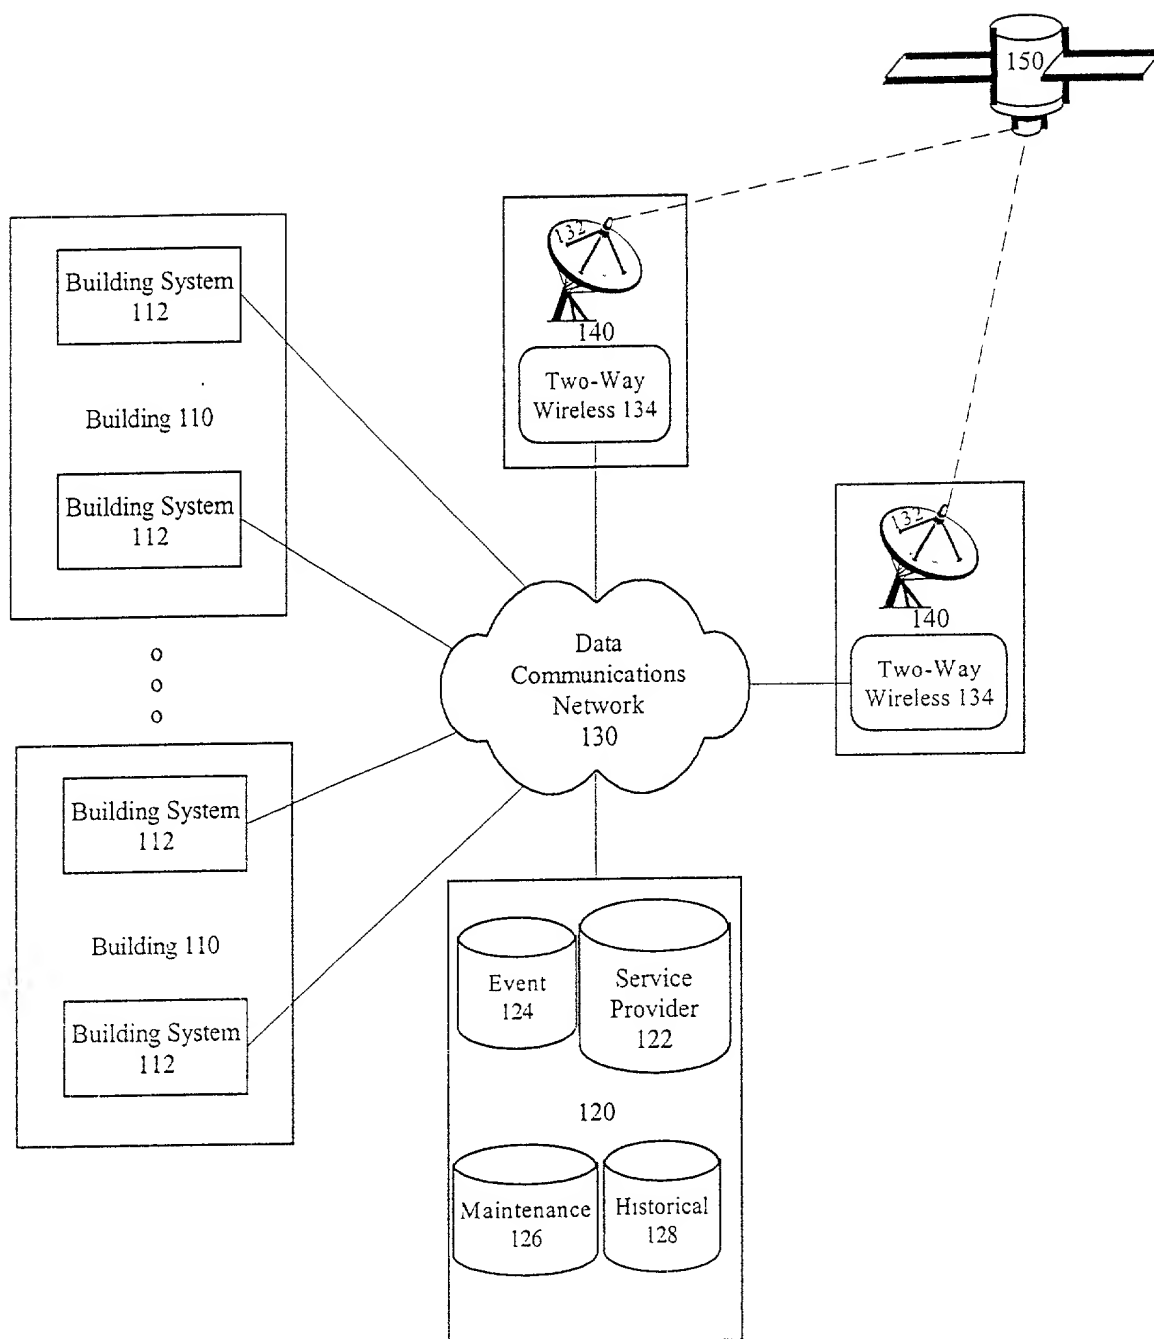 150
132
140
Two-Way
Wireless 134
Building System
112
Building 110
Building System
112
132
140
Two-Way
Wireless 134
Data
Communications
Network
130
Building System
112
Building 110
Building System
112
Event
124
Service
Provider
122
120
Maintenance
126
Historical
128